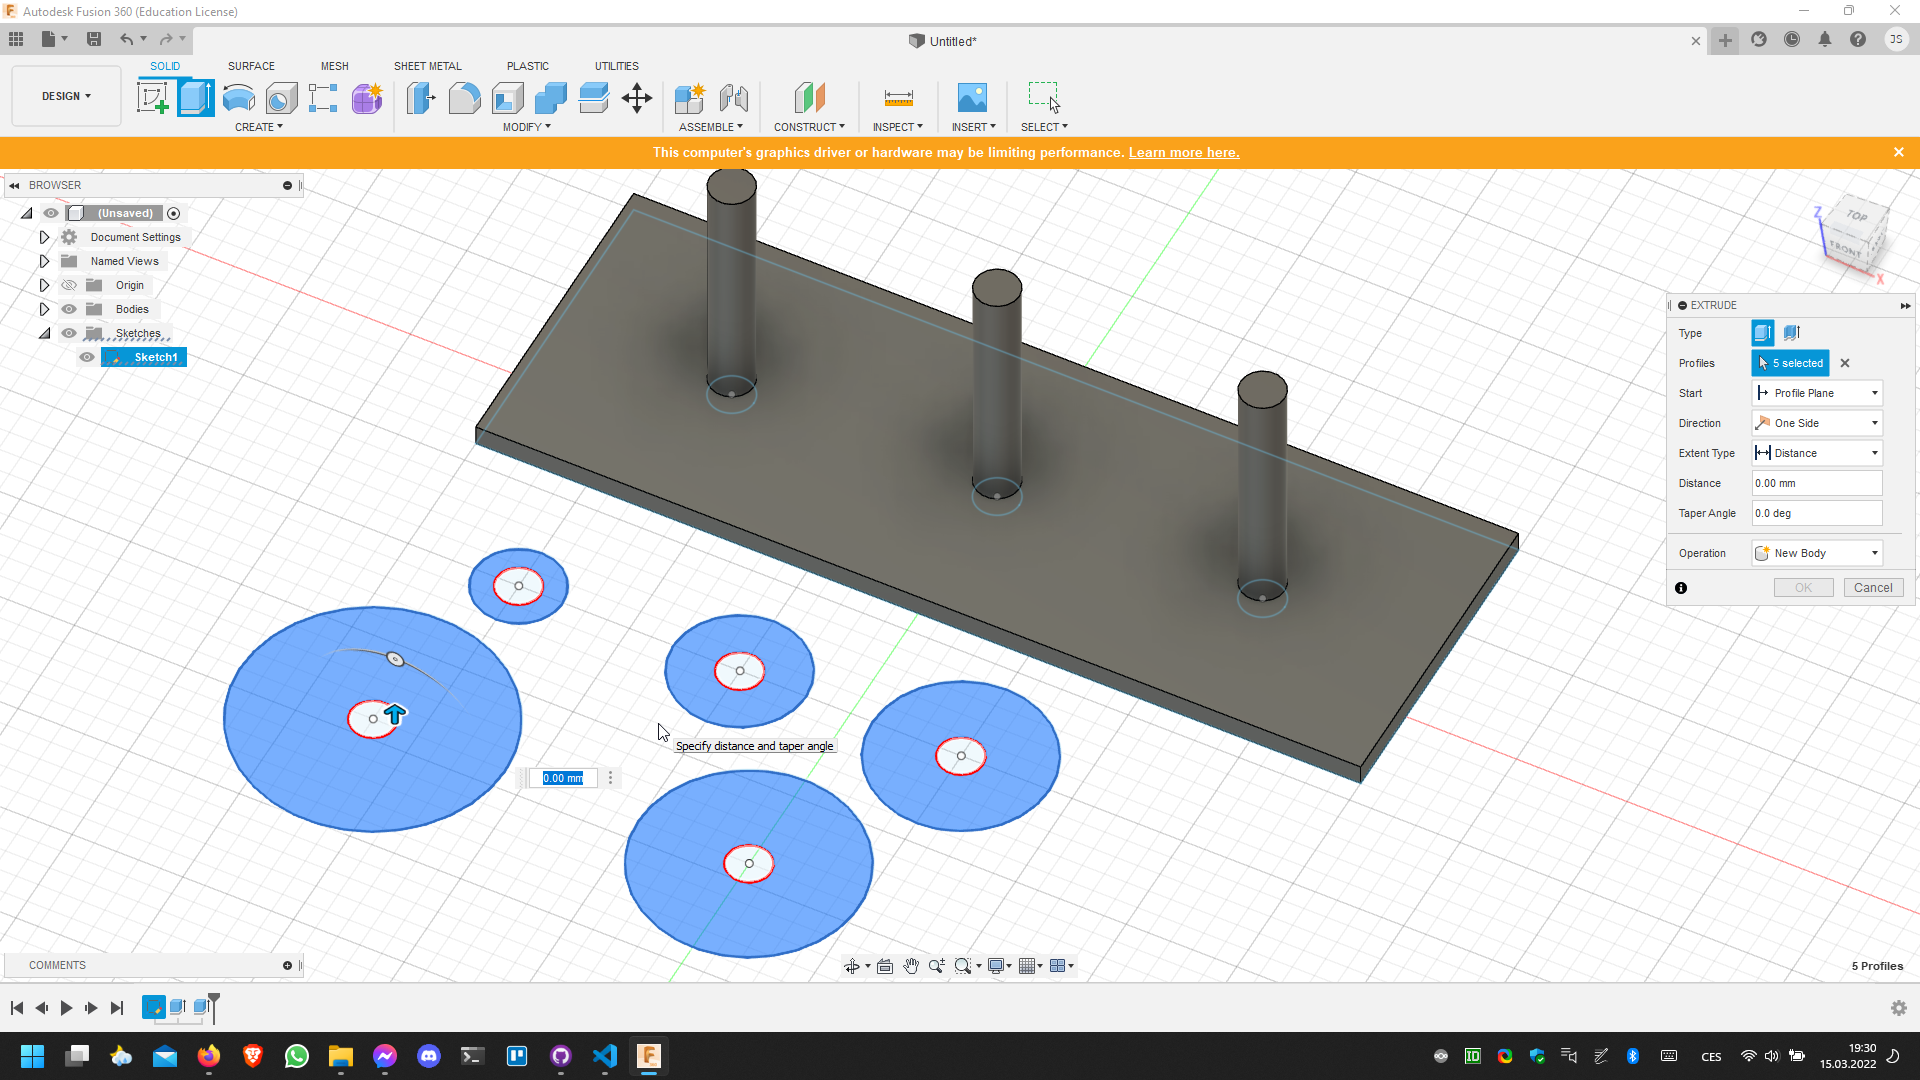 Autodesk Fusion 360 (Education License)
Untitled*
JS
DESIGN
SOLID
SURFACE
MESH
SHEET METAL
PLASTIC
UTILITIES
CREATE
MODIFY
ASSEMBLE
CONSTRUCT
INSPECT
INSERT
SELECT
This computer's graphics driver or hardware may be limiting performance. Learn more here.
BROWSER
(Unsaved)
Document Settings
Named Views
Origin
Bodies
Sketches
Sketch1
Z
TOP
FRONT
X
EXTRUDE
Type
Profiles
5 selected
Start
Profile Plane
Direction
One Side
Extent Type
Distance
Distance
0.00 mm
Taper Angle
0.0 deg
Operation
New Body
OK
Cancel
Specify distance and taper angle
0.00 mm
COMMENTS
5 Profiles
ID
CES
19:30
15.03.2022